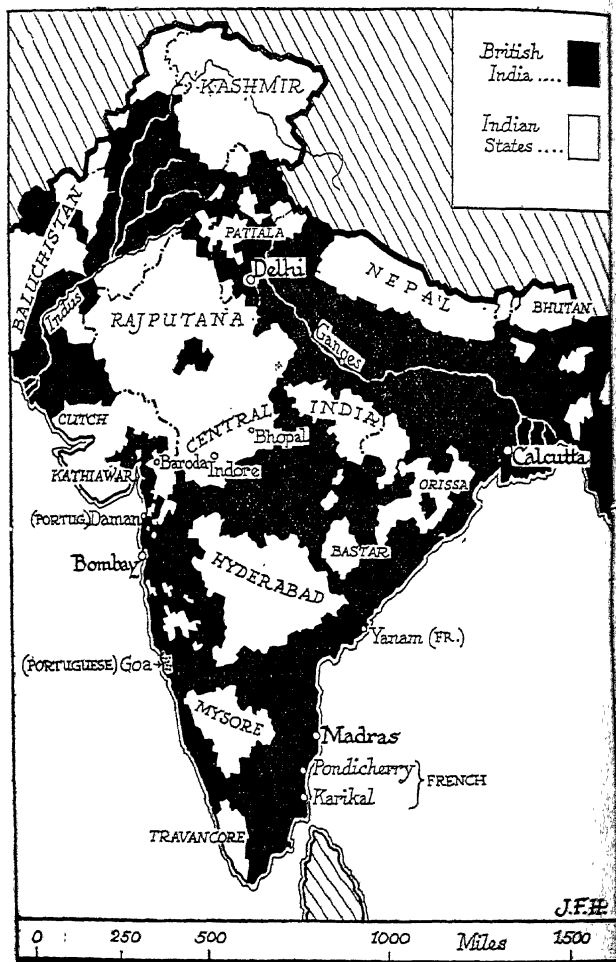 British
India ....
Indian
States ....
KASHMIR
BALUCHISTAN
PATIALA
Delhi
NEPAL
BHUTAN
Indus
RAJPUTANA
Ganges
CUTCH
CENTRAL INDIA
Bhopal
KATHIAWAR
Baroda
Indore
Calcutta
ORISSA
(PORTUG.) Daman
BASTAR
Bombay
HYDERABAD
Yanam (FR.)
(PORTUGUESE) Goa
MYSORE
Madras
Pondicherry
FRENCH
Karikal
TRAVANCORE
J.F.H.
0 250 500 1000 Miles 1500